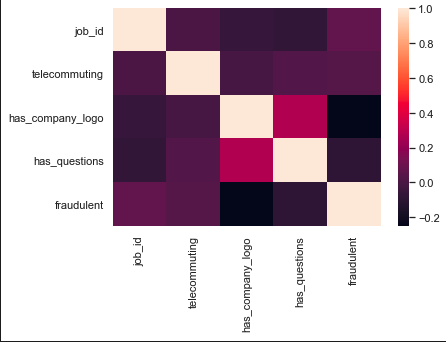 job_id
telecommuting
has_company_logo
has_questions
fraudulent
job_id
telecommuting
has_company_logo
has_questions
fraudulent
1.0
0.8
0.6
0.4
0.2
0.0
−0.2